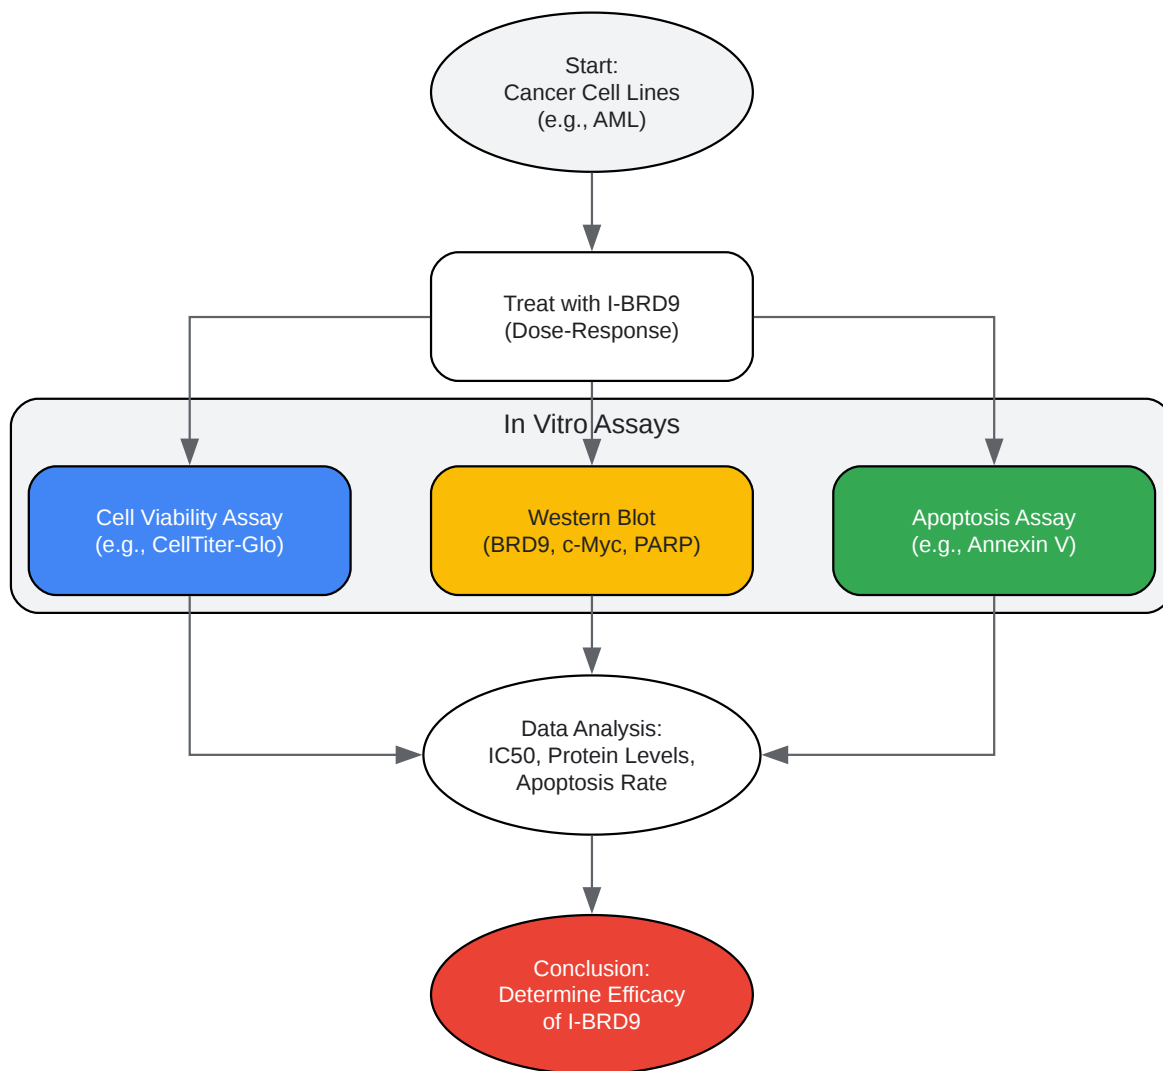 Start:
Cancer Cell Lines
(e.g., AML)
Treat with I-BRD9
(Dose-Response)
In Vitro Assays
Cell Viability Assay
(e.g., CellTiter-Glo)
Western Blot
(BRD9, c-Myc, PARP)
Apoptosis Assay
(e.g., Annexin V)
Data Analysis:
IC50, Protein Levels,
Apoptosis Rate
Conclusion:
Determine Efficacy
of I-BRD9